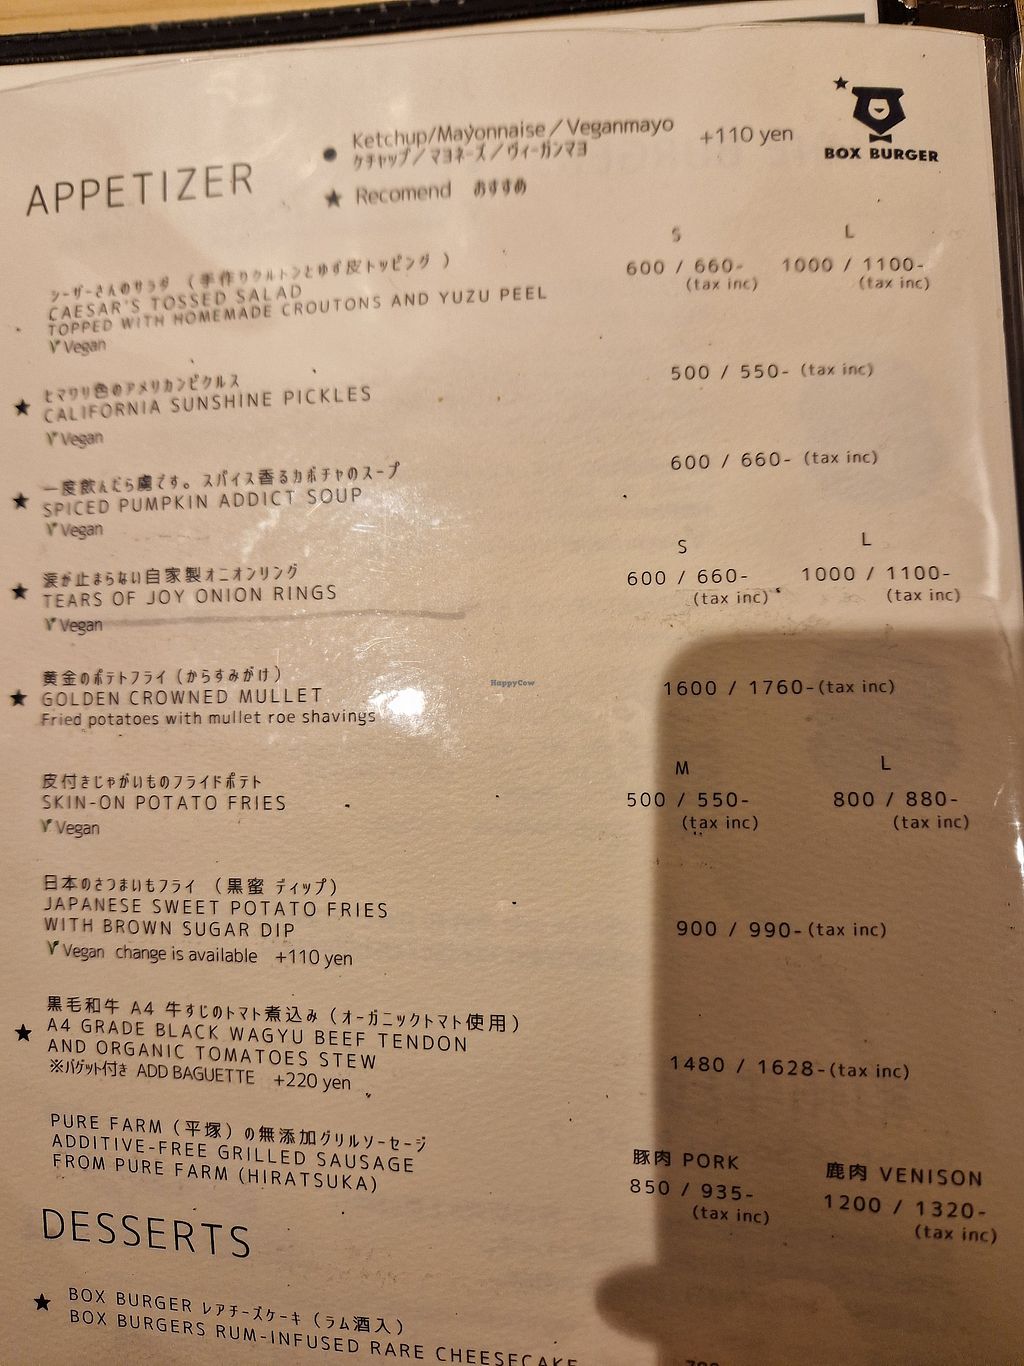 BOX BURGER
● Ketchup/Mayonnaise／Veganmayo +110 yen
ケチャップ／マヨネーズ／ヴィーガンマヨ
APPETIZER
★ Recomend おすすめ
S L
シーザーさんのサラダ （手作りクルトンとゆず皮トッピング ）
600 / 660- 1000 / 1100-
CAESAR'S TOSSED SALAD
(tax inc) (tax inc)
TOPPED WITH HOMEMADE CROUTONS AND YUZU PEEL
Vegan
ヒマワリ色のアメリカンピクルス
500 / 550- (tax inc)
★ CALIFORNIA SUNSHINE PICKLES
Vegan
一度飲んだら虜です。スパイス香るカボチャのスープ
600 / 660- (tax inc)
★ SPICED PUMPKIN ADDICT SOUP
Vegan
S L
涙が止まらない自家製オニオンリング
600 / 660- 1000 / 1100-
★ TEARS OF JOY ONION RINGS
(tax inc) (tax inc)
Vegan
黄金のポテトフライ（からすみがけ）
★ GOLDEN CROWNED MULLET
1600 / 1760-(tax inc)
Fried potatoes with mullet roe shavings
HappyCow
M L
皮付きじゃがいものフライドポテト
SKIN-ON POTATO FRIES
500 / 550- 800 / 880-
(tax inc) (tax inc)
Vegan
日本のさつまいもフライ （黒蜜 ディップ）
JAPANESE SWEET POTATO FRIES
WITH BROWN SUGAR DIP
900 / 990-(tax inc)
Vegan change is available +110 yen
黒毛和牛 A4 牛すじのトマト煮込み（オーガニックトマト使用）
★ A4 GRADE BLACK WAGYU BEEF TENDON
AND ORGANIC TOMATOES STEW
1480 / 1628-(tax inc)
※バゲット付き ADD BAGUETTE +220 yen
PURE FARM（平塚）の無添加グリルソーセージ
ADDITIVE-FREE GRILLED SAUSAGE
FROM PURE FARM (HIRATSUKA)
豚肉 PORK 鹿肉 VENISON
850 / 935- 1200 / 1320-
(tax inc) (tax inc)
DESSERTS
★ BOX BURGER レアチーズケーキ（ラム酒入）
BOX BURGERS RUM-INFUSED RARE CHEESECAKE